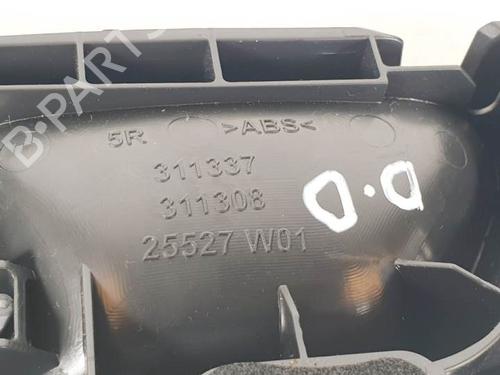 B-PARTS
5R >ABS<
311337
311308
25527 W01
D.D